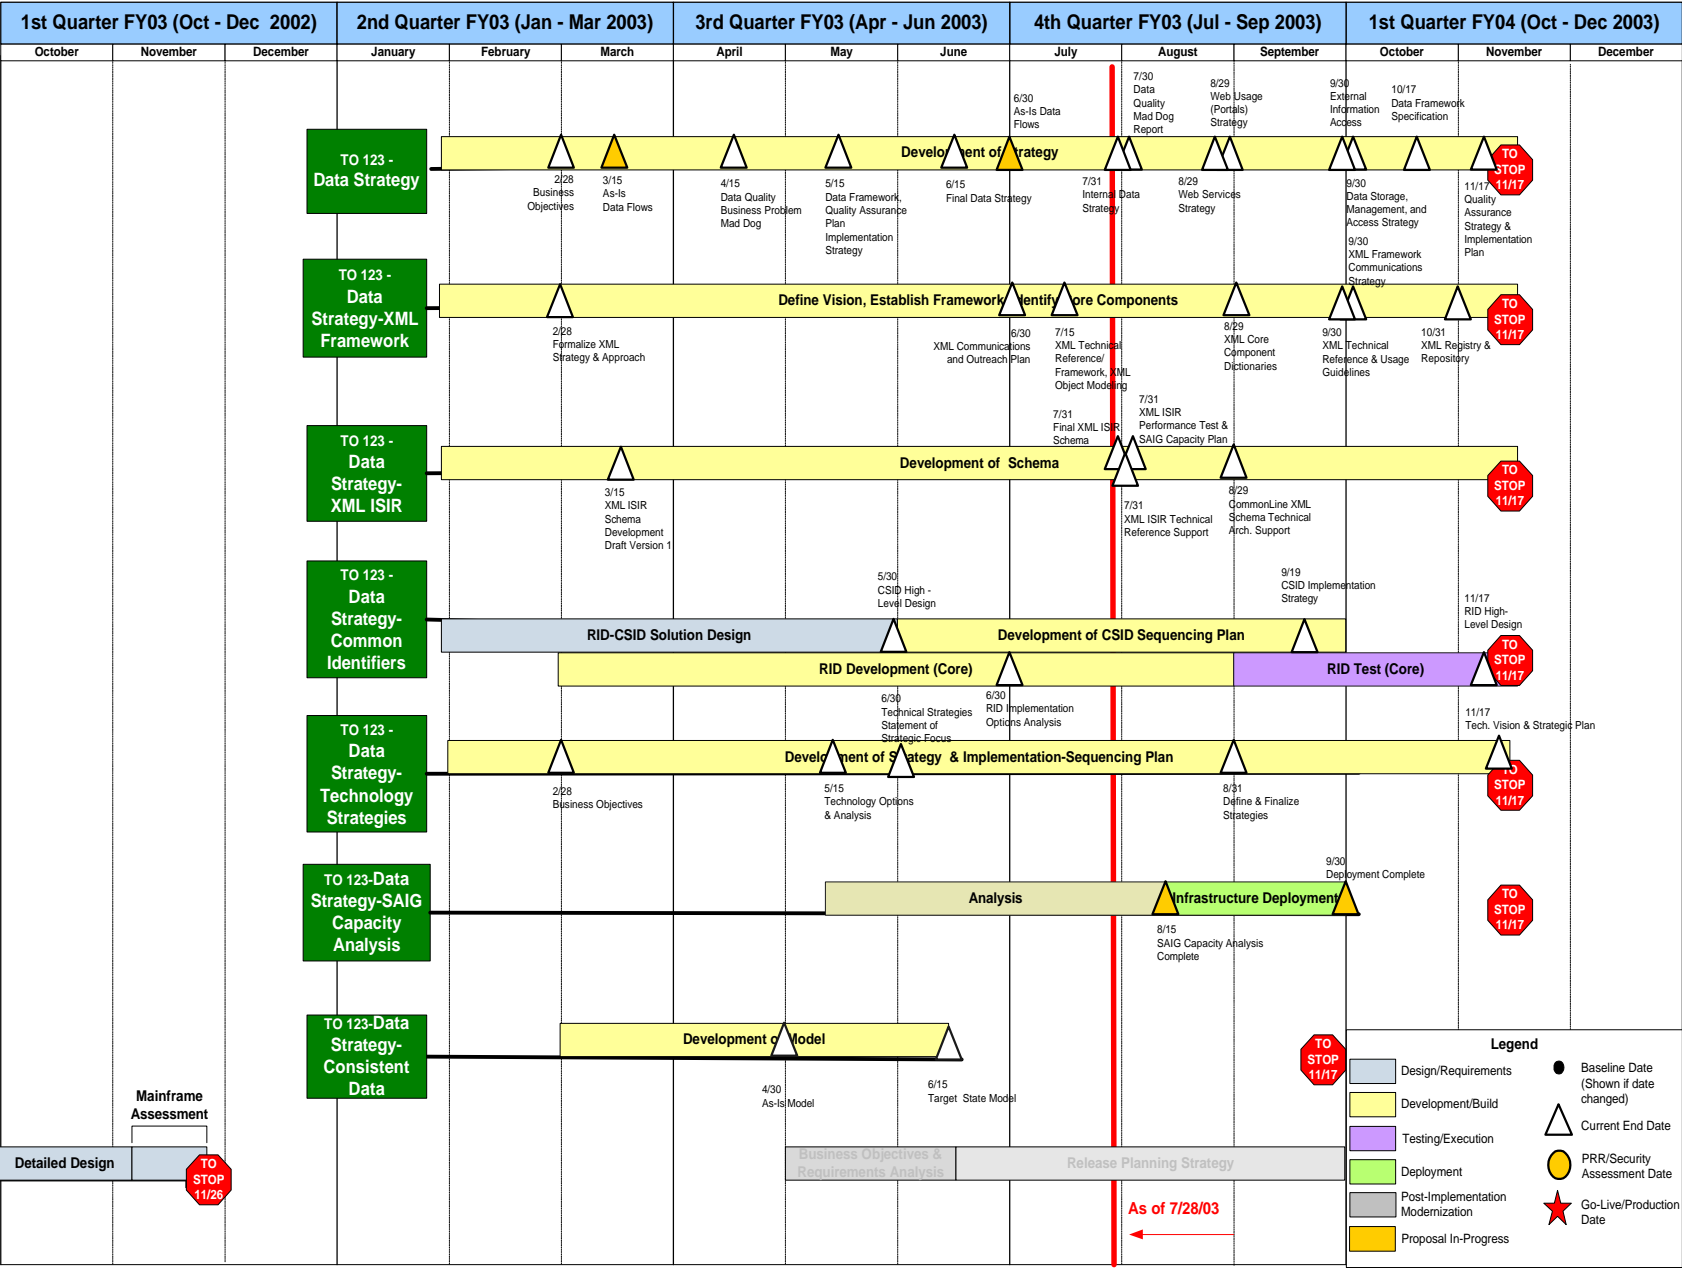 1st Quarter FY03 (Oct - Dec  2002)
2nd Quarter FY03 (Jan - Mar 2003)
3rd Quarter FY03 (Apr - Jun 2003)
4th Quarter FY03 (Jul - Sep 2003)
1st Quarter FY04 (Oct - Dec 2003)
October
November
December
January
February
March
April
May
June
July
August
September
October
November
December
TO 123 -
Data Strategy
Development of Strategy
6/30
As-Is Data
Flows
7/30
Data
Quality
Mad Dog
Report
8/29
Web Usage
(Portals)
Strategy
9/30
External
Information
Access
10/17
Data Framework
Specification
2/28
Business
Objectives
3/15
As-Is
Data Flows
4/15
Data Quality
Business Problem
Mad Dog
5/15
Data Framework,
Quality Assurance
Plan
Implementation
Strategy
6/15
Final Data Strategy
7/31
Internal Data
Strategy
8/29
Web Services
Strategy
9/30
Data Storage,
Management, and
Access Strategy
11/17
Quality
Assurance
Strategy &
Implementation
Plan
TO
STOP
11/17
TO 123 -
Data
Strategy-XML
Framework
Define Vision, Establish Framework, Identify Core Components
9/30
XML Framework
Communications
Strategy
2/28
Formalize XML
Strategy & Approach
6/30
XML Communications
and Outreach Plan
7/15
XML Technical
Reference/
Framework, XML
Object Modeling
8/29
XML Core
Component
Dictionaries
9/30
XML Technical
Reference & Usage
Guidelines
10/31
XML Registry &
Repository
TO
STOP
11/17
TO 123 -
Data
Strategy-
XML ISIR
Development of  Schema
7/31
Final XML ISIR
Schema
7/31
XML ISIR
Performance Test &
SAIG Capacity Plan
3/15
XML ISIR
Schema
Development
Draft Version 1
7/31
XML ISIR Technical
Reference Support
8/29
CommonLine XML
Schema Technical
Arch. Support
TO
STOP
11/17
TO 123 -
Data
Strategy-
Common
Identifiers
5/30
CSID High -
Level Design
9/19
CSID Implementation
Strategy
11/17
RID High-
Level Design
RID-CSID Solution Design
Development of CSID Sequencing Plan
RID Development (Core)
RID Test (Core)
6/30
RID Implementation
Options Analysis
TO
STOP
11/17
TO 123 -
Data
Strategy-
Technology
Strategies
6/30
Technical Strategies
Statement of
Strategic Focus
11/17
Tech. Vision & Strategic Plan
Development of Strategy  & Implementation-Sequencing Plan
2/28
Business Objectives
5/15
Technology Options
& Analysis
8/31
Define & Finalize
Strategies
TO
STOP
11/17
TO 123-Data
Strategy-SAIG
Capacity
Analysis
Analysis
Infrastructure Deployment
9/30
Deployment Complete
8/15
SAIG Capacity Analysis
Complete
TO
STOP
11/17
TO 123-Data
Strategy-
Consistent
Data
Development of Model
4/30
As-Is Model
6/15
Target  State Model
TO
STOP
11/17
Mainframe
Assessment
Detailed Design
TO
STOP
11/26
Business Objectives &
Requirements Analysis
Release Planning Strategy
As of 7/28/03
Legend
Design/Requirements
Development/Build
Testing/Execution
Deployment
Post-Implementation
Modernization
Proposal In-Progress
Baseline Date
(Shown if date
changed)
Current End Date
PRR/Security
Assessment Date
Go-Live/Production
Date